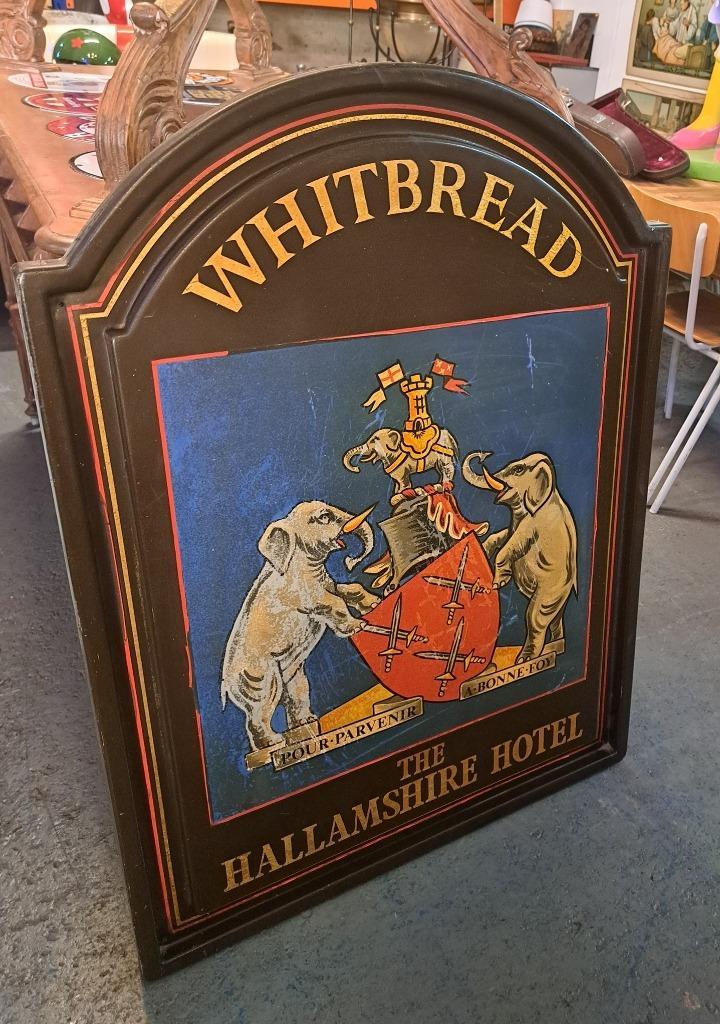 WHITBREAD
POUR·PARVENIR
A·BONNE·FOY
THE
HALLAMSHIRE HOTEL